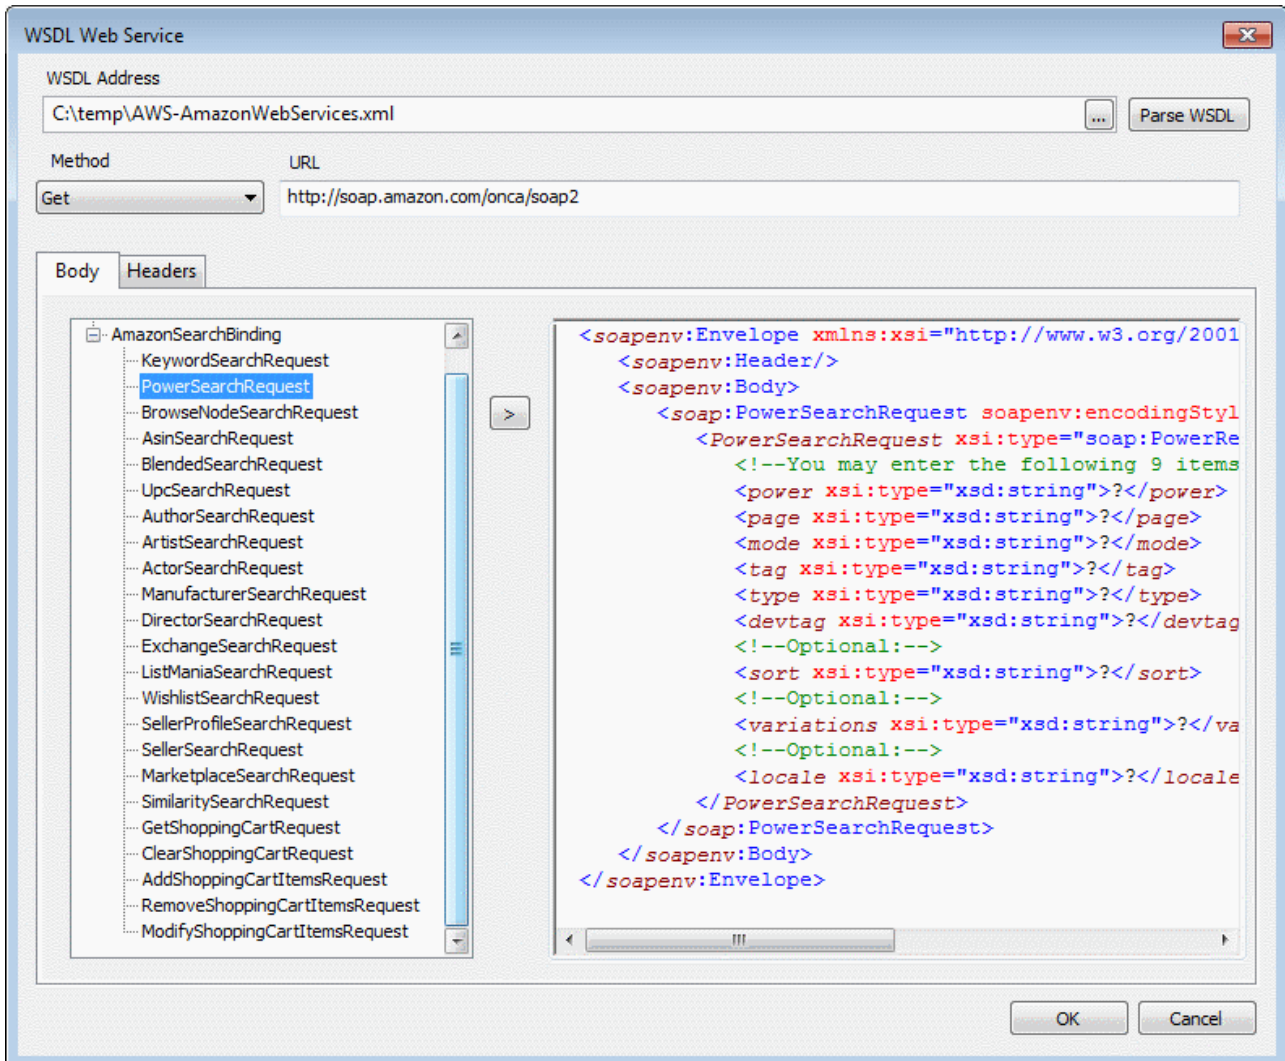 WSDL Web Service
WSDL Address
C:\temp\AWS-AmazonWebServices.xml
...
Parse WSDL
Method
URL
Get
http://soap.amazon.com/onca/soap2
Body
Headers
AmazonSearchBinding
KeywordSearchRequest
PowerSearchRequest
BrowseNodeSearchRequest
AsinSearchRequest
BlendedSearchRequest
UpcSearchRequest
AuthorSearchRequest
ArtistSearchRequest
ActorSearchRequest
ManufacturerSearchRequest
DirectorSearchRequest
ExchangeSearchRequest
ListManiaSearchRequest
WishlistSearchRequest
SellerProfileSearchRequest
SellerSearchRequest
MarketplaceSearchRequest
SimilaritySearchRequest
GetShoppingCartRequest
ClearShoppingCartRequest
AddShoppingCartItemsRequest
RemoveShoppingCartItemsRequest
ModifyShoppingCartItemsRequest
>
<soapenv:Envelope xmlns:xsi="http://www.w3.org/2001
<soapenv:Header/>
<soapenv:Body>
<soap:PowerSearchRequest soapenv:encodingStyl
<PowerSearchRequest xsi:type="soap:PowerRe
<!--You may enter the following 9 items
<power xsi:type="xsd:string">?</power>
<page xsi:type="xsd:string">?</page>
<mode xsi:type="xsd:string">?</mode>
<tag xsi:type="xsd:string">?</tag>
<type xsi:type="xsd:string">?</type>
<devtag xsi:type="xsd:string">?</devtag
<!--Optional:-->
<sort xsi:type="xsd:string">?</sort>
<!--Optional:-->
<variations xsi:type="xsd:string">?</va
<!--Optional:-->
<locale xsi:type="xsd:string">?</locale
</PowerSearchRequest>
</soap:PowerSearchRequest>
</soapenv:Body>
</soapenv:Envelope>
OK
Cancel